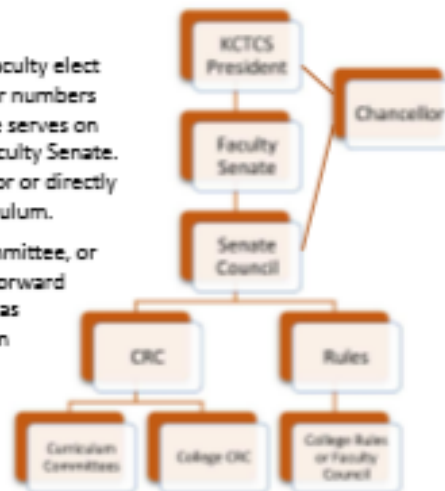 KCTCS
President
aculty elect
r numbers
e serves on
culty Senate.
or or directly
ulum.
Chancellor
Faculty
Senate
Senate
Council
mmittee, or
orward
as
n
CRC
Rules
Curriculum
Committees
College CRC
College Rules
or Faculty
Council